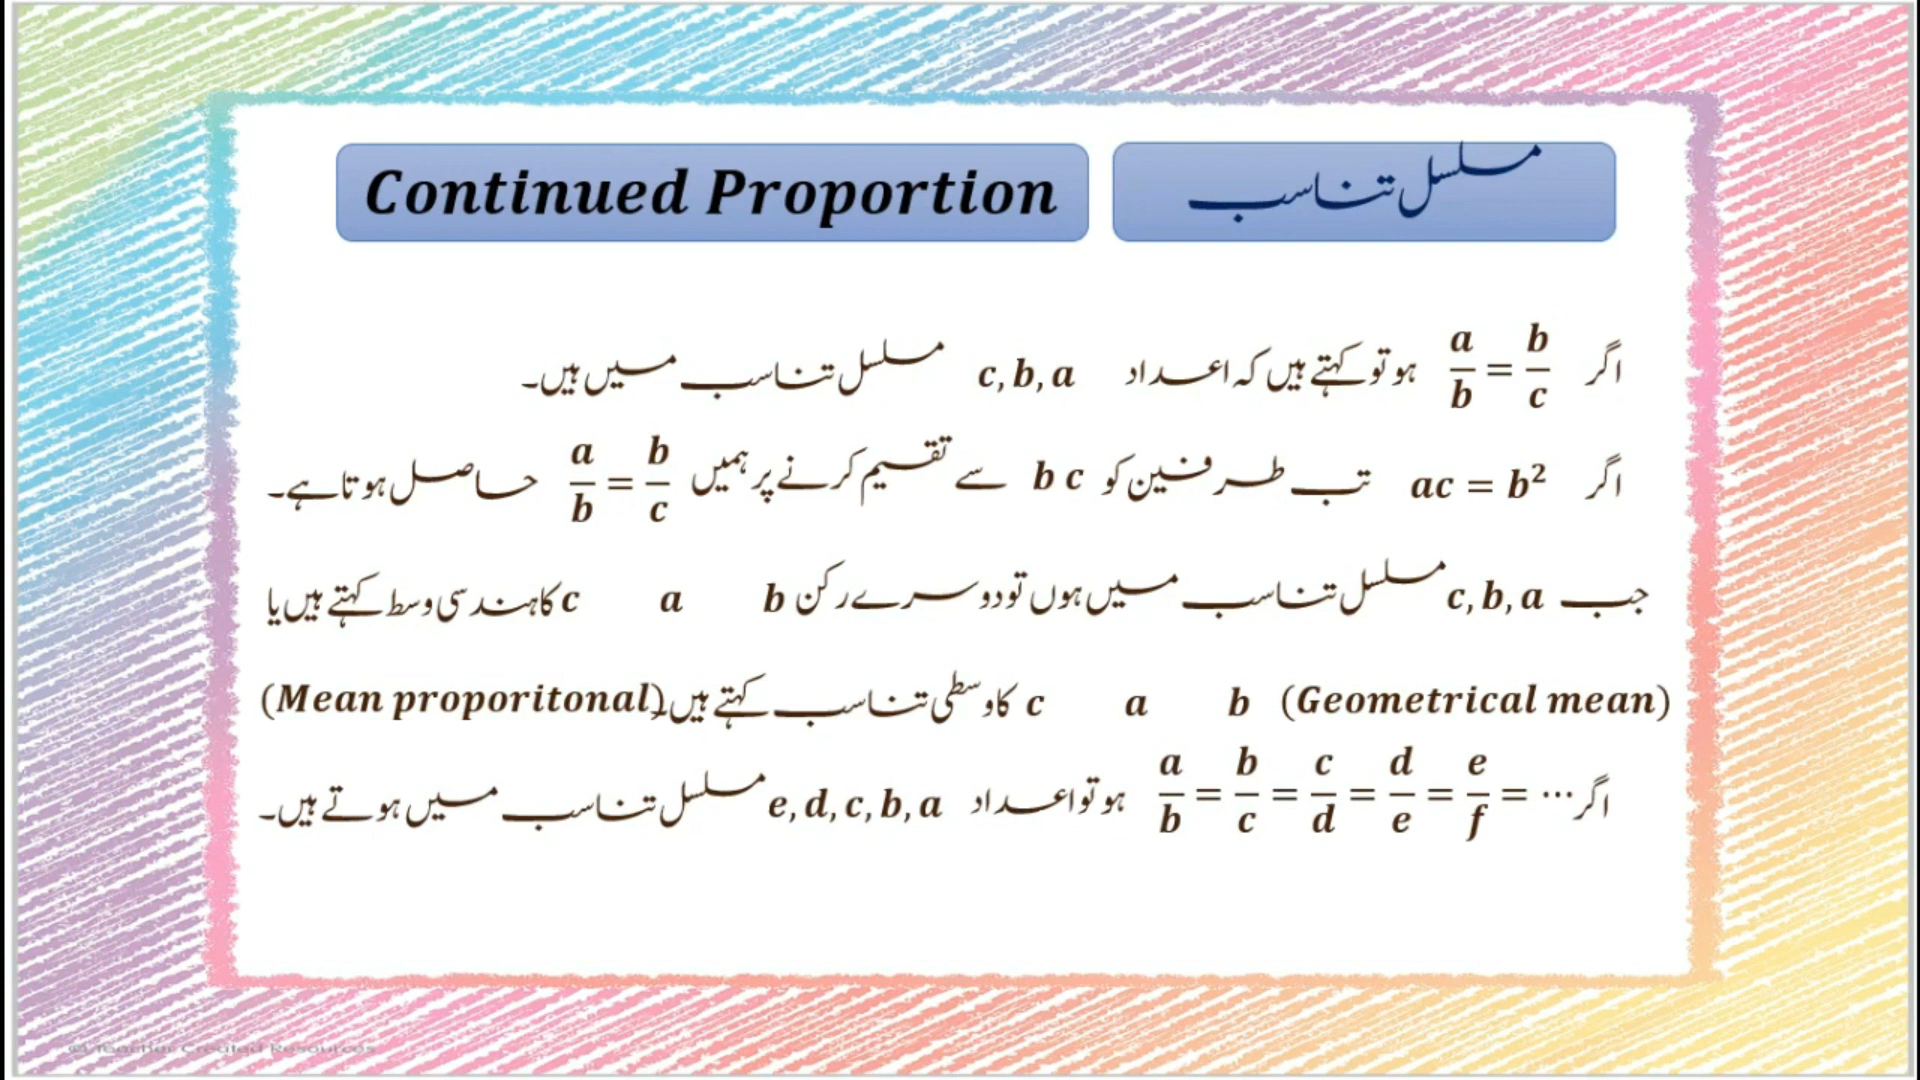 Continued Proportion مسلسل تناسب
اگر a/b = b/c ہو تو کہتے ہیں کہ اعداد c, b, a مسلسل تناسب میں ہیں۔
اگر ac = b² تب طرفین کو b c سے تقسیم کرنے پر ہمیں a/b = b/c حاصل ہوتا ہے۔
جب c, b, a مسلسل تناسب میں ہوں تو دوسرے رکن b a c کا ہندسی وسط کہتے ہیں یا
(Geometrical mean) b a c کا وسطی تناسب کہتے ہیں۔ (Mean proporitonal)
اگر a/b = b/c = c/d = d/e = e/f = ⋯ ہو تو اعداد e, d, c, b, a مسلسل تناسب میں ہوتے ہیں۔
© Teacher Created Resources